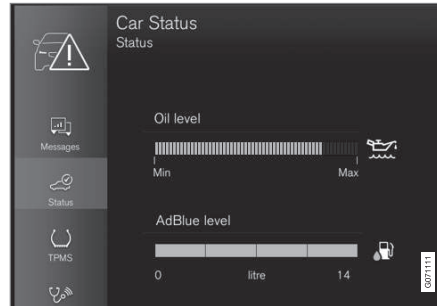 Car Status
Status
Messages
Status
TPMS
Oil level
Min Max
AdBlue level
0 litre 14
G071111